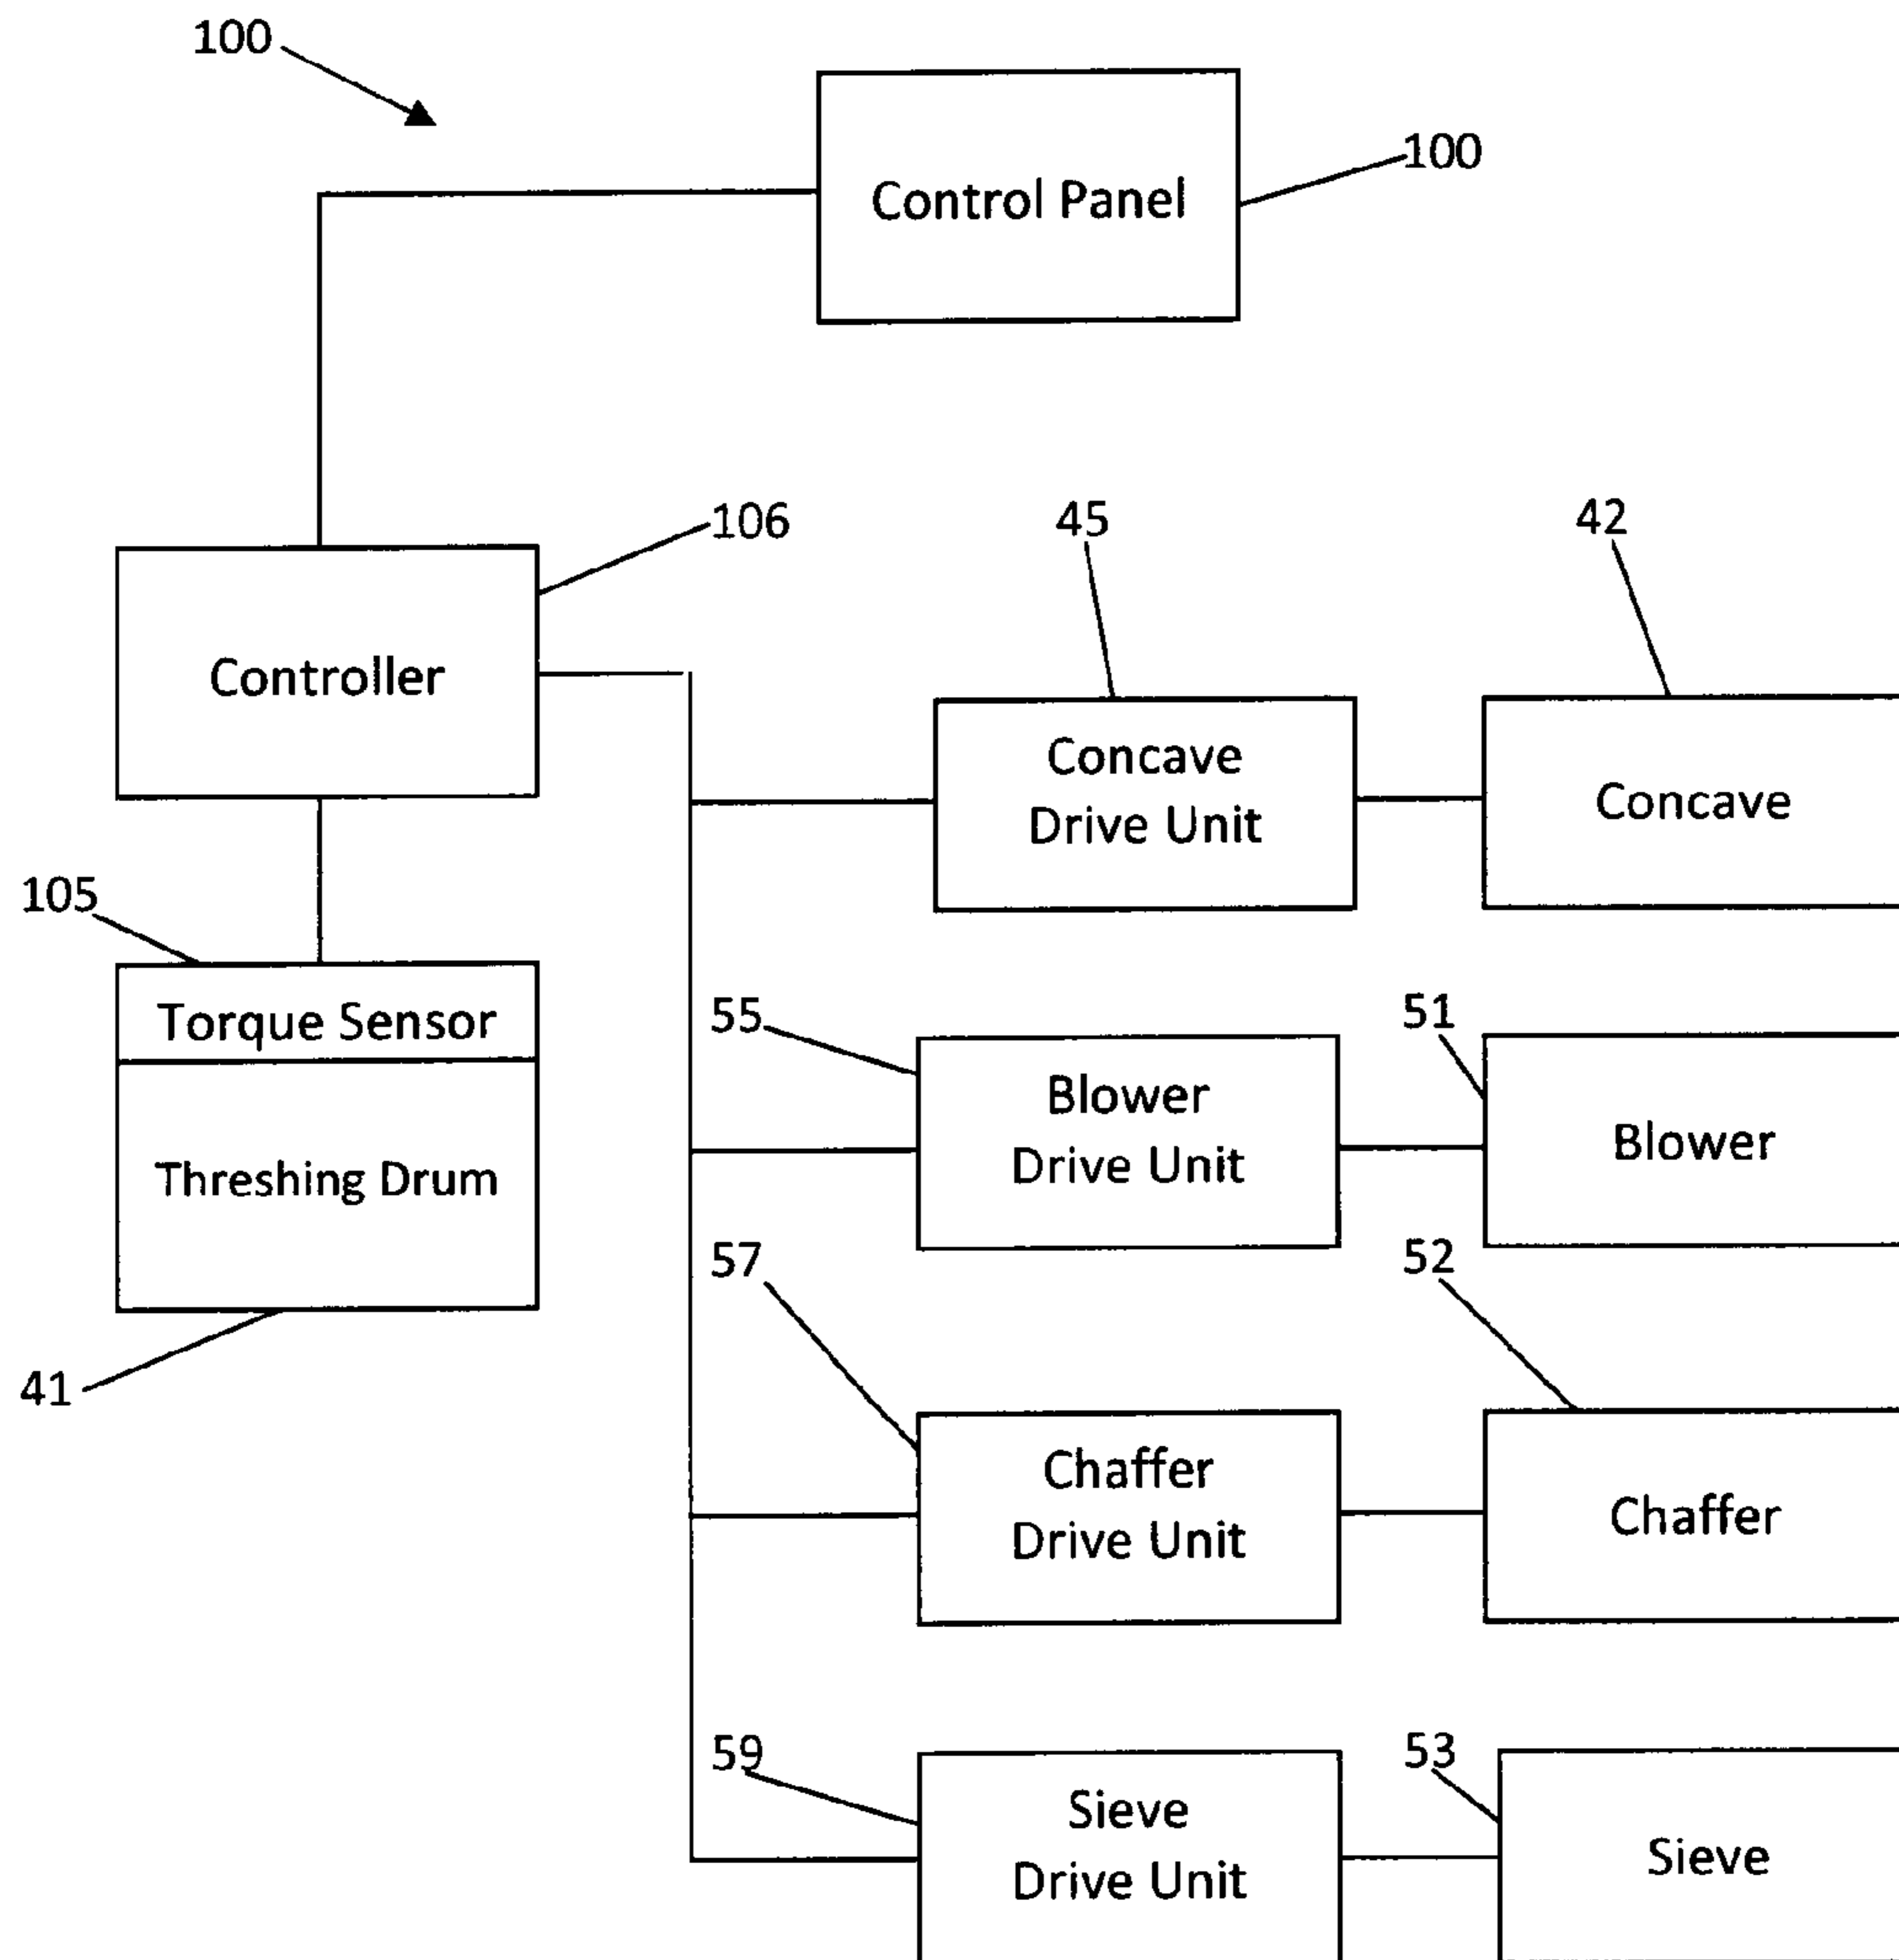 100
Control Panel
100
106
45
42
Controller
Concave
Drive Unit
Concave
105
Torque Sensor
Threshing Drum
41
55
51
Blower
Drive Unit
Blower
57
52
Chaffer
Drive Unit
Chaffer
59
53
Sieve
Drive Unit
Sieve